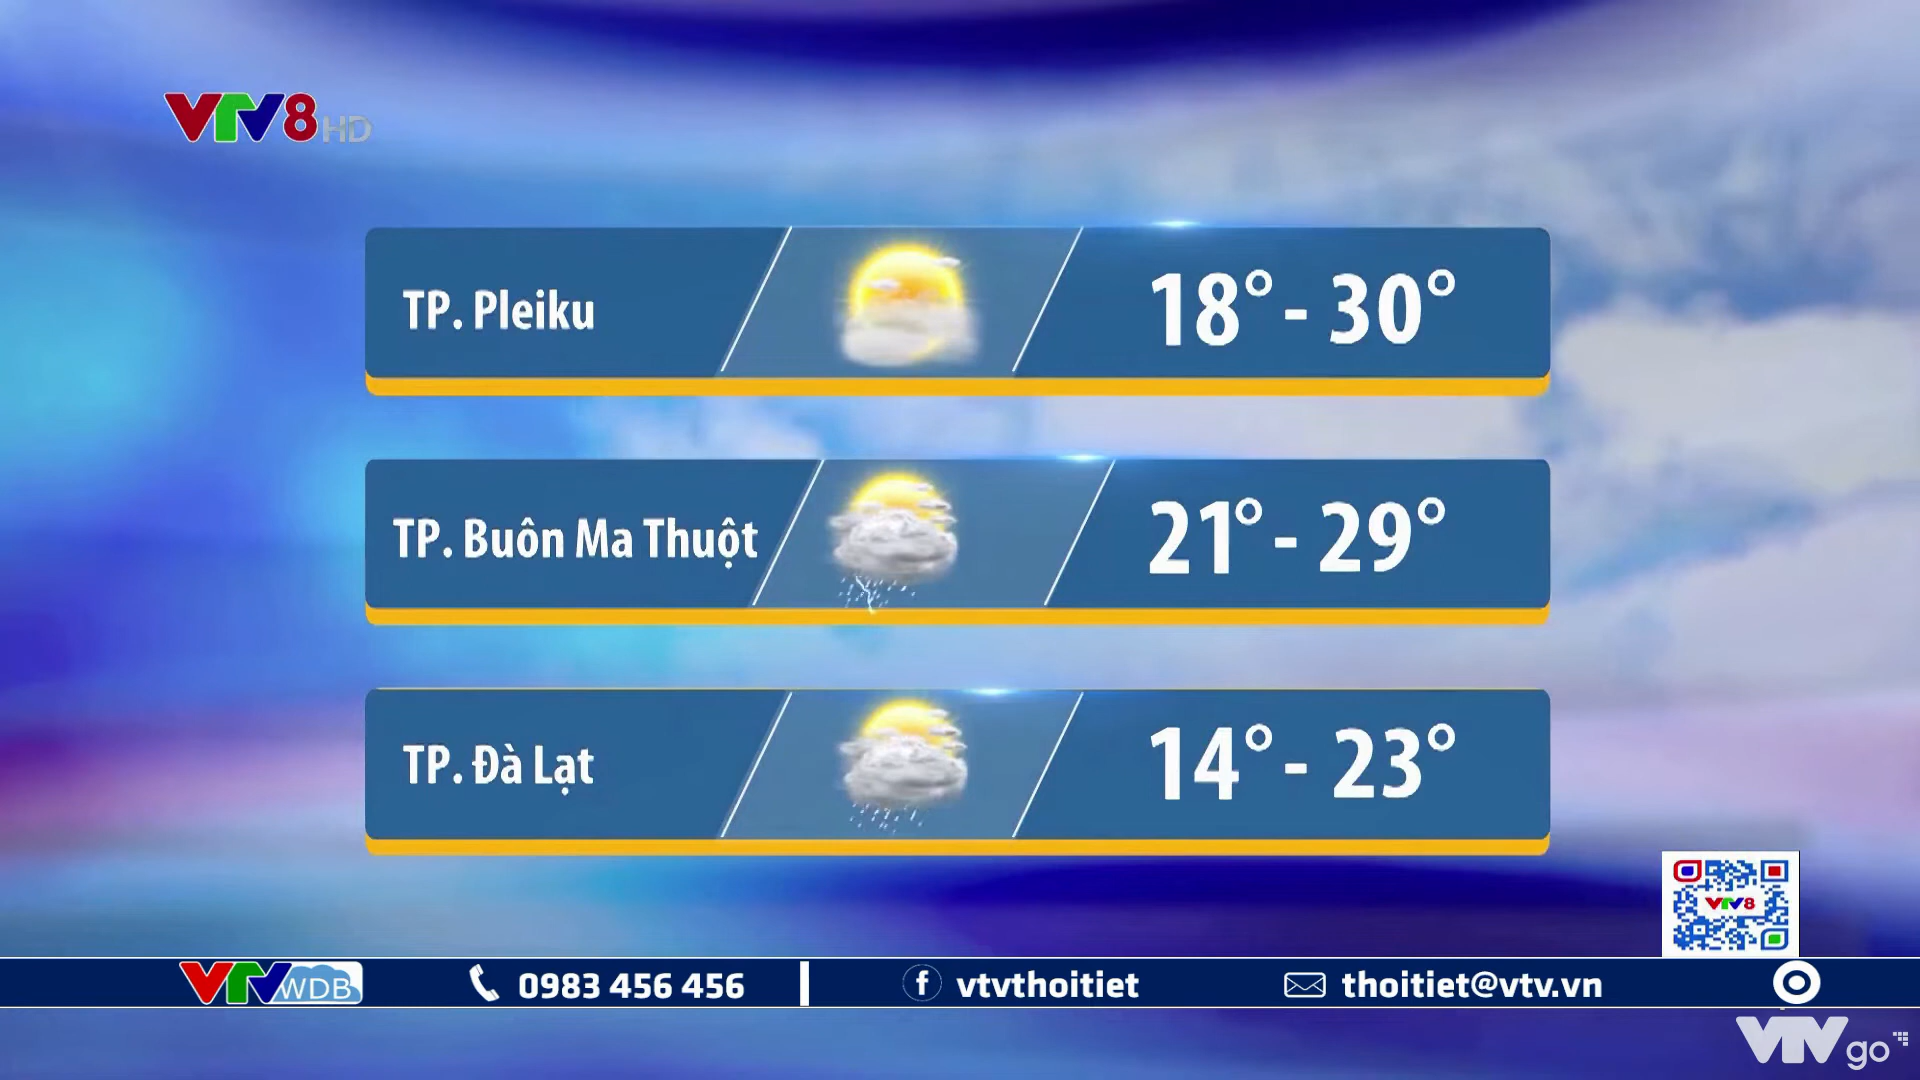 VTV8 HD
TP. Pleiku
18° - 30°
TP. Buôn Ma Thuột
21° - 29°
TP. Đà Lạt
14° - 23°
VTV8
VTV WDB
0983 456 456
vtvthoitiet
thoitiet@vtv.vn
VTV go